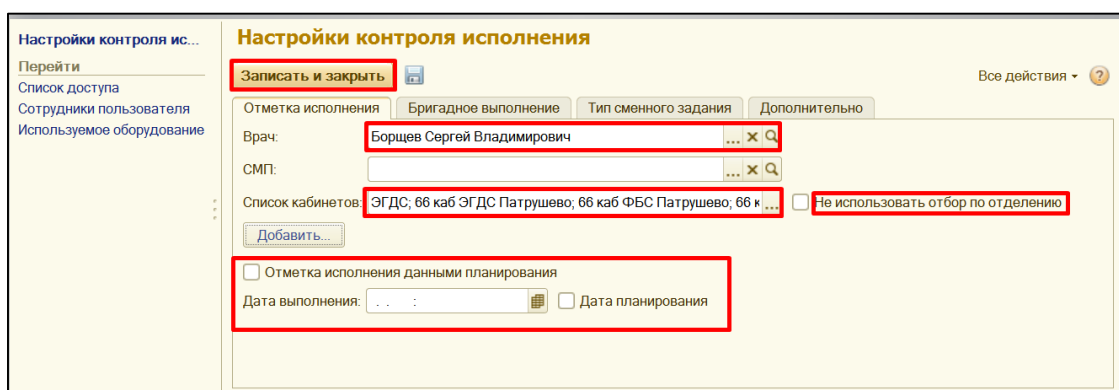 Настройки контроля ис...
Перейти
Список доступа
Сотрудники пользователя
Используемое оборудование
Настройки контроля исполнения
Записать и закрыть
Все действия
Отметка исполнения Бригадное выполнение Тип сменного задания Дополнительно
Врач: Борщев Сергей Владимирович
СМП:
Список кабинетов: ЭГДС; 66 каб ЭГДС Патрушево; 66 каб ФБС Патрушево; 66 к ... Не использовать отбор по отделению
Добавить...
Отметка исполнения данными планирования
Дата выполнения: . . : Дата планирования